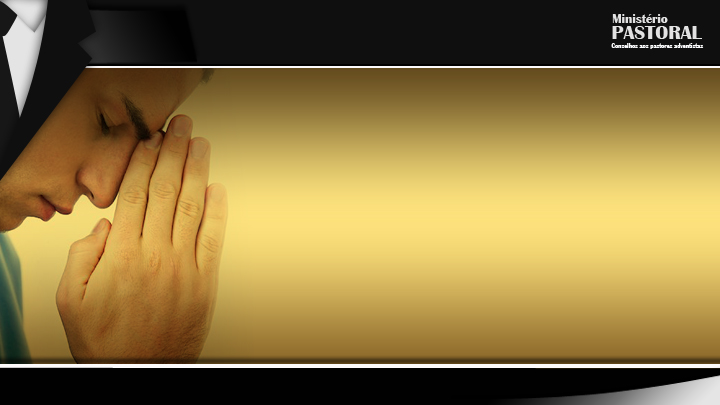 Ministério
PASTORAL
Conselhos aos pastores adventistas